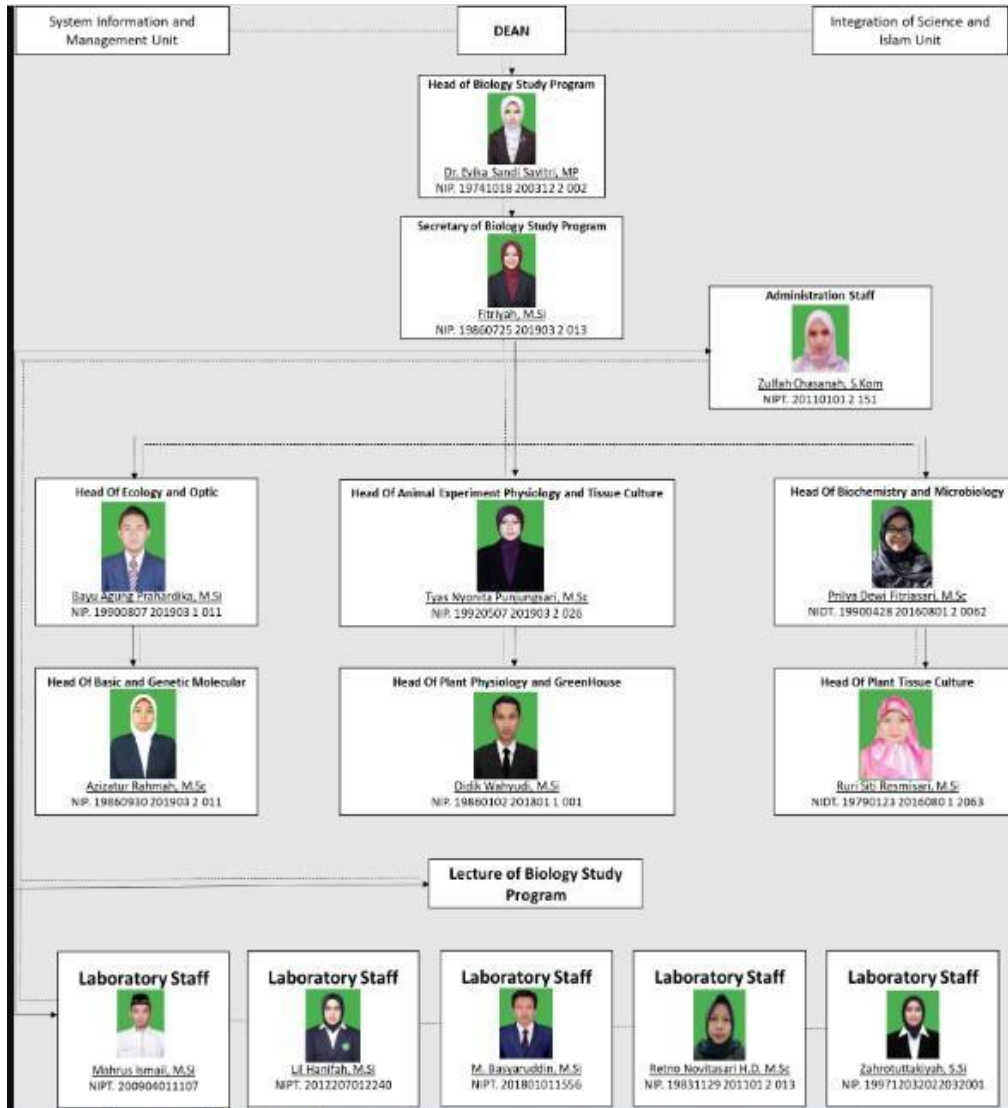 System Information and
Management Unit
DEAN
Integration of Science and
Islam Unit
Head of Biology Study Program
Dr. Evika Sandi Savitri, MP
NIP. 19741018 200312 2 002
Secretary of Biology Study Program
Fitriyah, M.Si
NIP. 19860725 201903 2 013
Administration Staff
Zulfah Chasanah, S.Kom
NIPT. 20110101 2 151
Head Of Ecology and Optic
Bayu Agung Prahardika, M.Si
NIP. 19900807 201903 1 011
Head Of Animal Experiment Physiology and Tissue Culture
Tyas Nyonita Punjungsari, M.Sc
NIP. 19920507 201903 2 026
Head Of Biochemistry and Microbiology
Prilya Dewi Fitriasari, M.Sc
NIDT. 19900428 20160801 2 0062
Head Of Basic and Genetic Molecular
Azizatur Rahmah, M.Sc
NIP. 19860930 201903 2 011
Head Of Plant Physiology and GreenHouse
Didik Wahyudi, M.Si
NIP. 19860102 201801 1 001
Head Of Plant Tissue Culture
Ruri Siti Resmisari, M.Si
NIDT. 19790123 2016080 1 2063
Lecture of Biology Study
Program
Laboratory Staff
Mahrus Ismail, M.Si
NIPT. 200904011107
Laboratory Staff
Lil Hanifah, M.Si
NIPT. 2012207012240
Laboratory Staff
M. Basyaruddin, M.Si
NIPT. 201801011556
Laboratory Staff
Retno Novitasari H.D, M.Sc
NIP. 19831129 201101 2 013
Laboratory Staff
Zahrotuttakiyah, S.Si
NIP. 199712032022032001